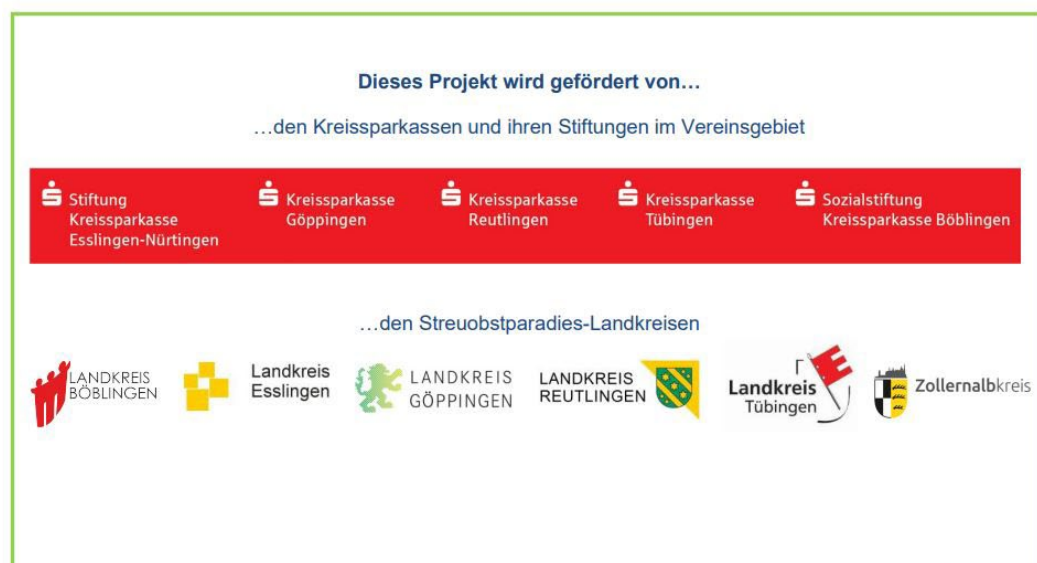 Dieses Projekt wird gefördert von…
…den Kreissparkassen und ihren Stiftungen im Vereinsgebiet
Stiftung
Kreissparkasse
Esslingen-Nürtingen
Kreissparkasse
Göppingen
Kreissparkasse
Reutlingen
Kreissparkasse
Tübingen
Sozialstiftung
Kreissparkasse Böblingen
…den Streuobstparadies-Landkreisen
LANDKREIS
BÖBLINGEN
Landkreis
Esslingen
LANDKREIS
GÖPPINGEN
LANDKREIS
REUTLINGEN
Landkreis
Tübingen
Zollernalbkreis